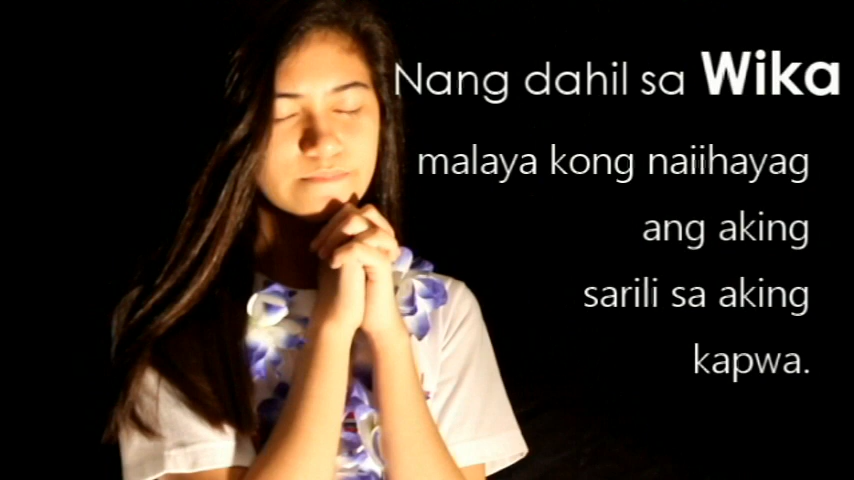 Nang dahil sa Wika
malaya kong naiihayag
ang aking
sarili sa aking
kapwa.